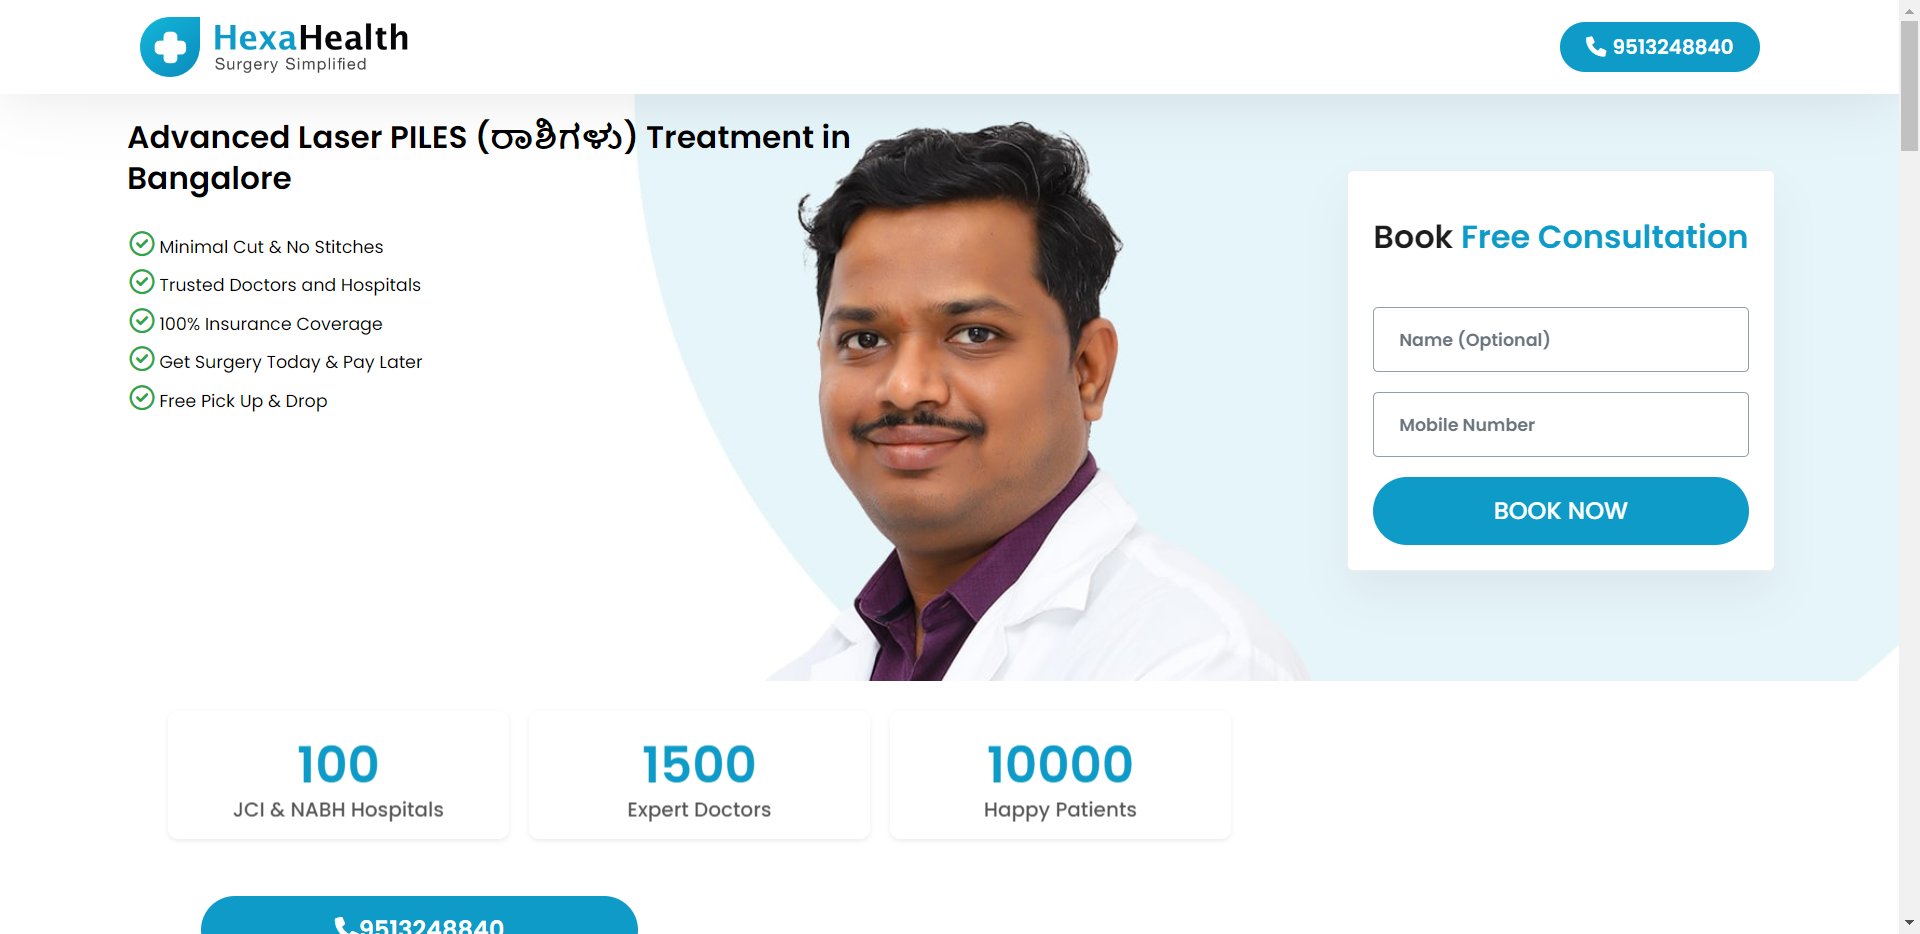 HexaHealth
Surgery Simplified
9513248840
Advanced Laser PILES (ರಾಶಿಗಳು) Treatment in
Bangalore
Minimal Cut & No Stitches
Trusted Doctors and Hospitals
100% Insurance Coverage
Get Surgery Today & Pay Later
Free Pick Up & Drop
Book Free Consultation
Name (Optional)
Mobile Number
BOOK NOW
100
JCI & NABH Hospitals
1500
Expert Doctors
10000
Happy Patients
9513248840